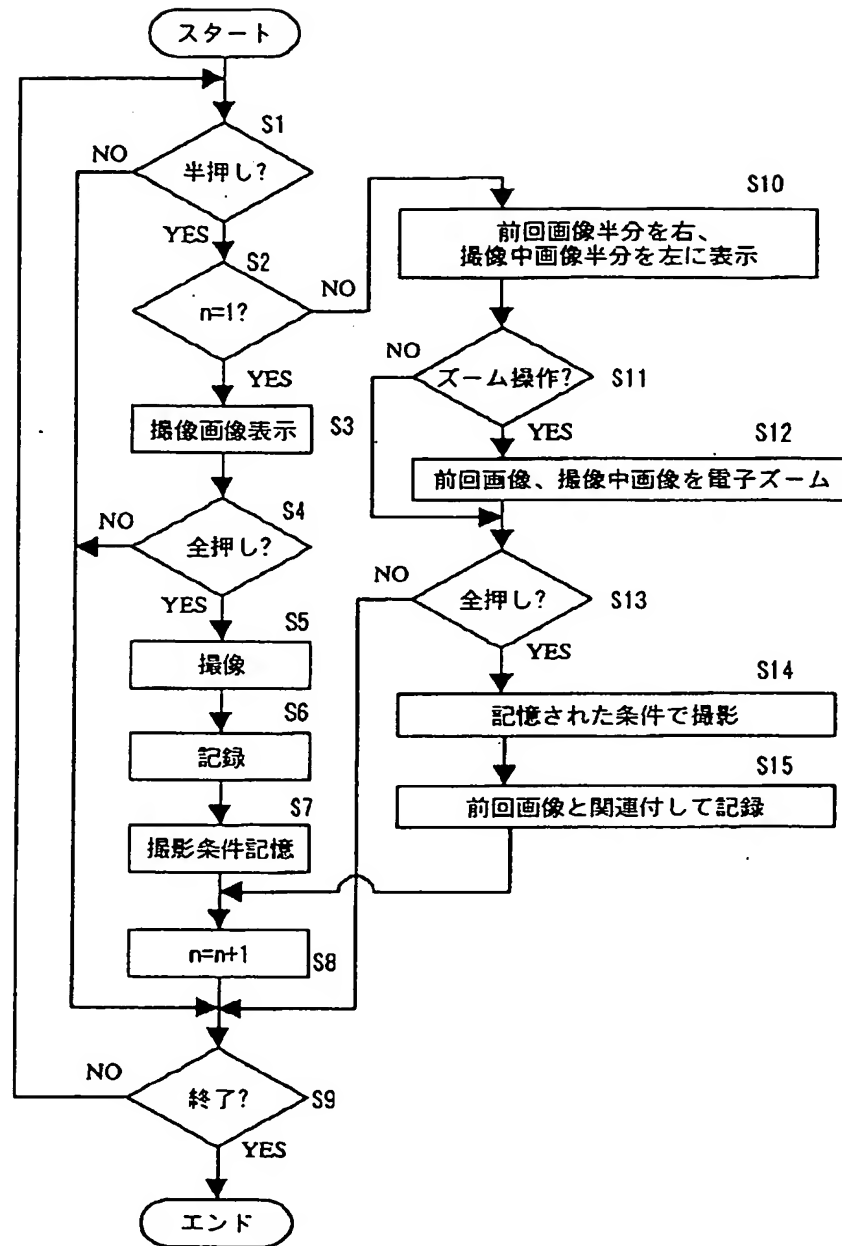 スタート
S1
半押し?
NO
YES
S2
n=1?
NO
YES
撮像画像表示
S3
S4
全押し?
NO
YES
S5
撮像
S6
記録
S7
撮影条件記憶
n=n+1
S8
終了?
S9
NO
YES
エンド
S10
前回画像半分を右、
撮像中画像半分を左に表示
NO
ズーム操作?
S11
YES
S12
前回画像、撮像中画像を電子ズーム
NO
全押し?
S13
YES
S14
記憶された条件で撮影
S15
前回画像と関連付して記録